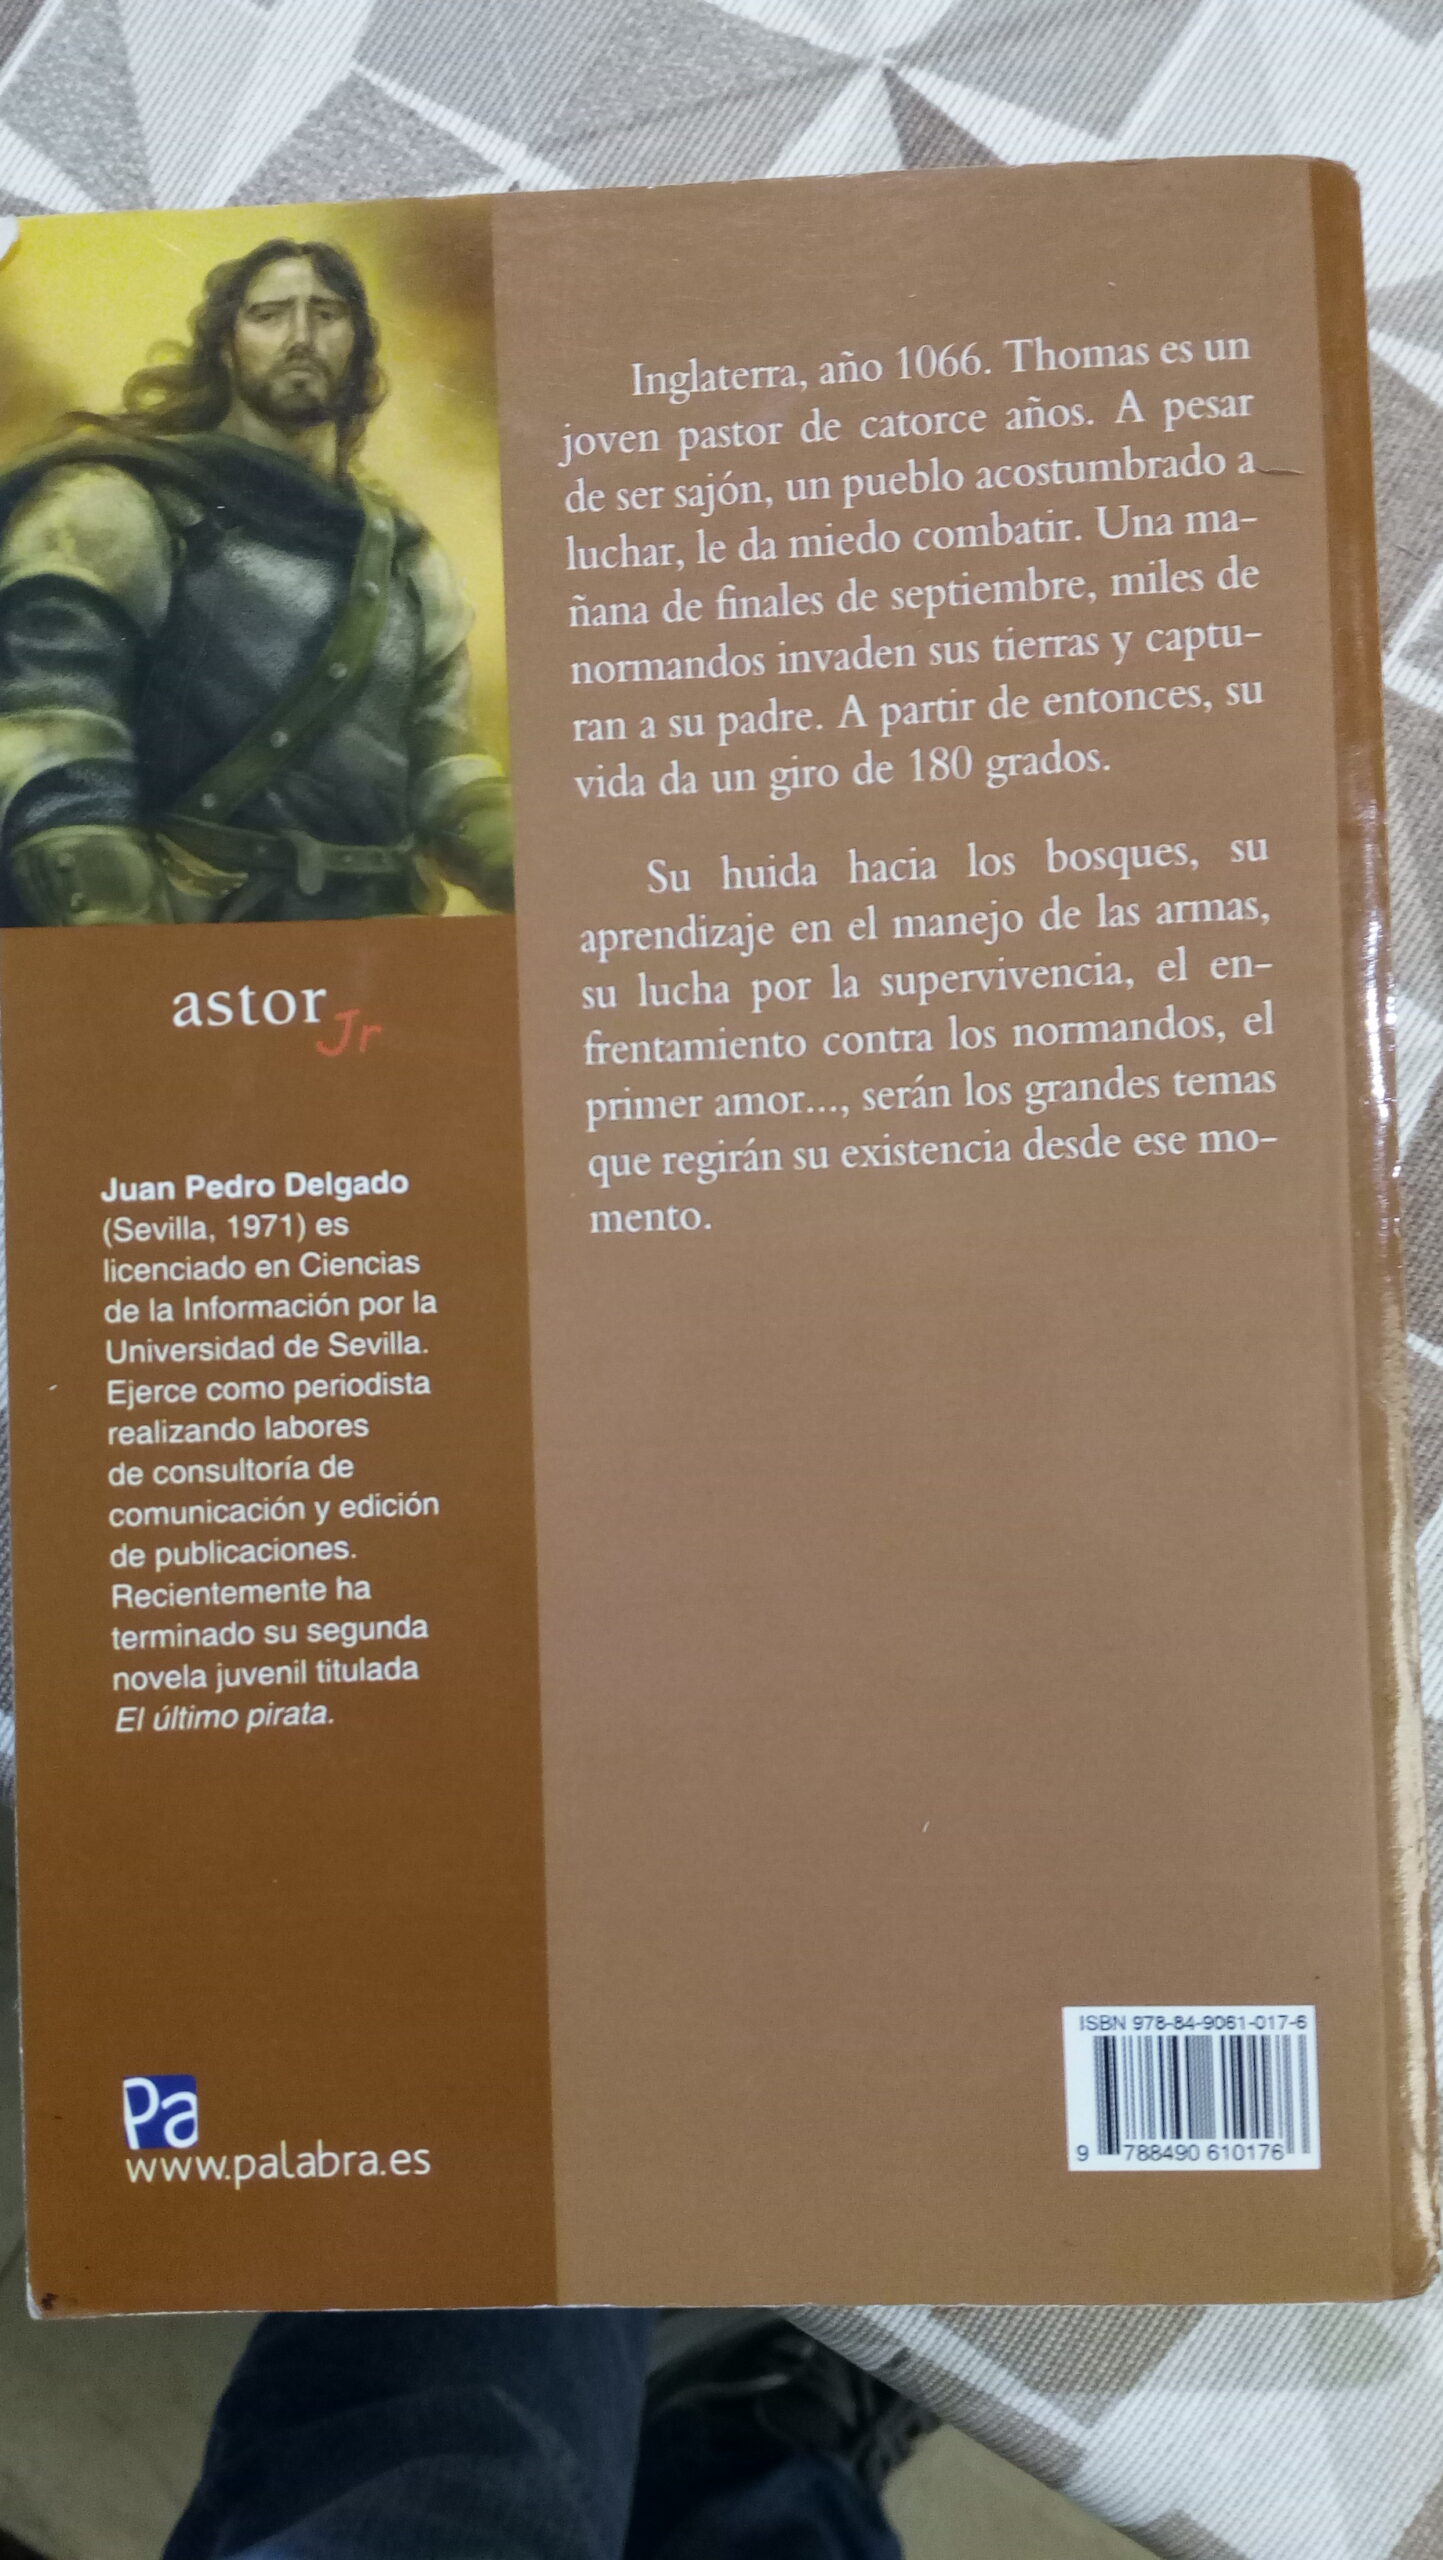 Inglaterra, año 1066. Thomas es un
joven pastor de catorce años. A pesar
de ser sajón, un pueblo acostumbrado a
luchar, le da miedo combatir. Una ma-
ñana de finales de septiembre, miles de
normandos invaden sus tierras y captu-
ran a su padre. A partir de entonces, su
vida da un giro de 180 grados.
Su huida hacia los bosques, su
aprendizaje en el manejo de las armas,
su lucha por la supervivencia, el en-
frentamiento contra los normandos, el
primer amor..., serán los grandes temas
que regirán su existencia desde ese mo-
mento.
astor Jr
Juan Pedro Delgado
(Sevilla, 1971) es
licenciado en Ciencias
de la Información por la
Universidad de Sevilla.
Ejerce como periodista
realizando labores
de consultoría de
comunicación y edición
de publicaciones.
Recientemente ha
terminado su segunda
novela juvenil titulada
El último pirata.
Pa
www.palabra.es
ISBN 978-84-9061-017-6
9 788490 610176